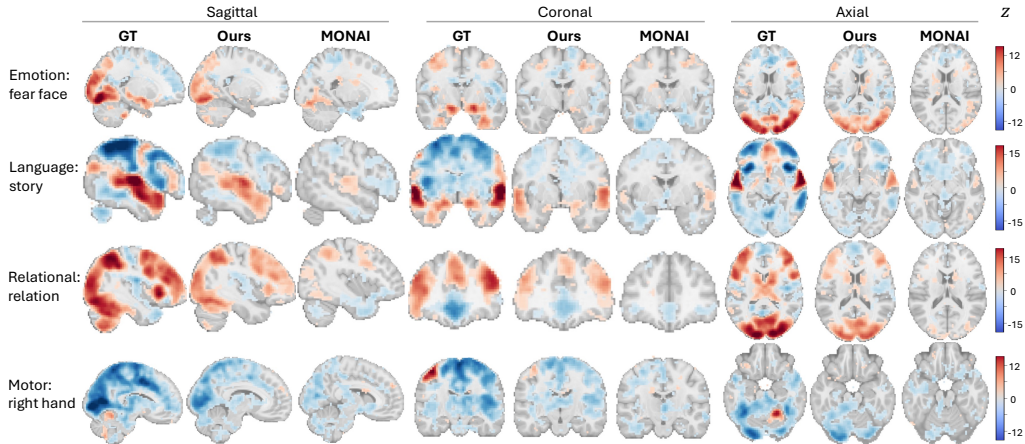 Sagittal Coronal Axial z
GT Ours MONAI GT Ours MONAI GT Ours MONAI
Emotion:
fear face
12
0
-12
Language:
story
15
0
-15
Relational:
relation
15
0
-15
Motor:
right hand
12
0
-12